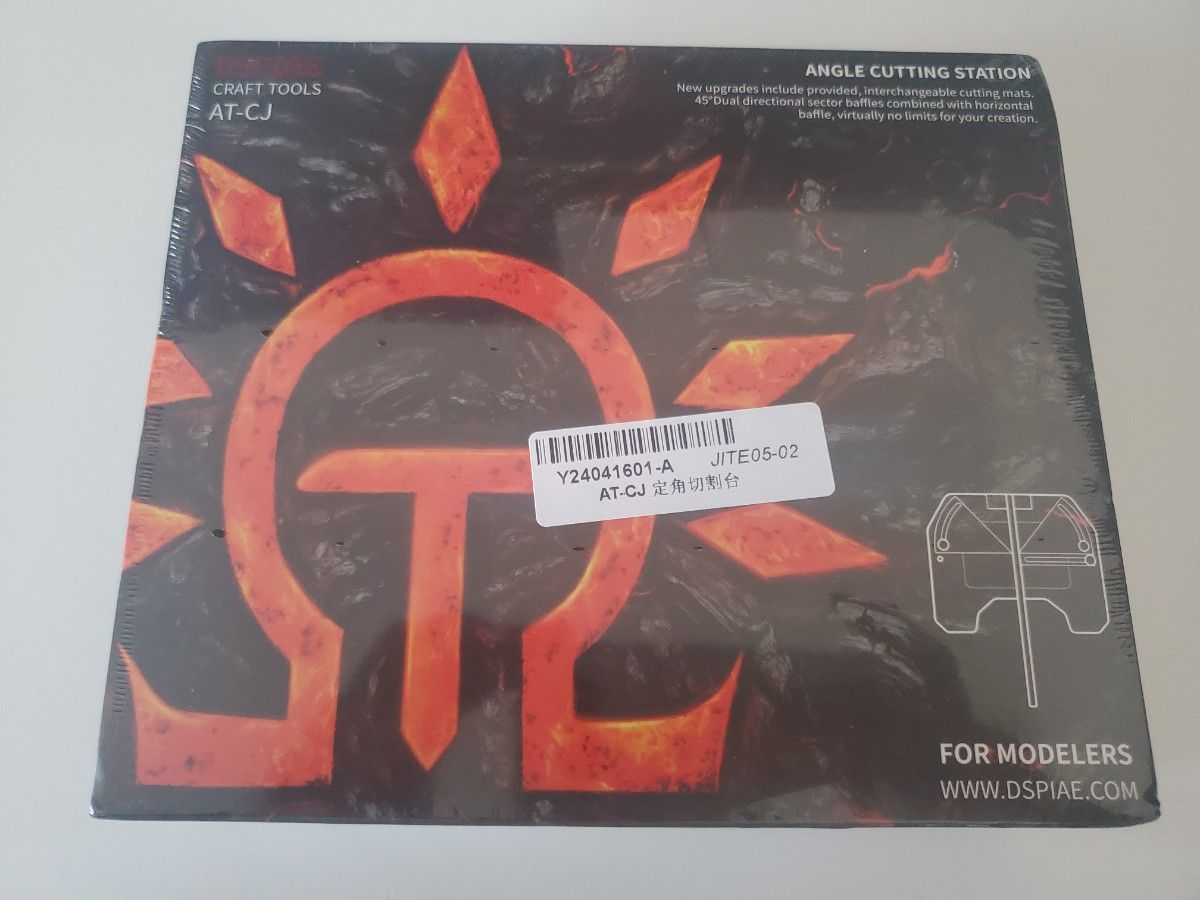 DSPIAE
CRAFT TOOLS
AT-CJ
ANGLE CUTTING STATION
New upgrades include provided, interchangeable cutting mats.
45°Dual directional sector baffles combined with horizontal
baffle, virtually no limits for your creation.
Y24041601-A JITE05-02
AT-CJ 定角切割台
FOR MODELERS
WWW.DSPIAE.COM